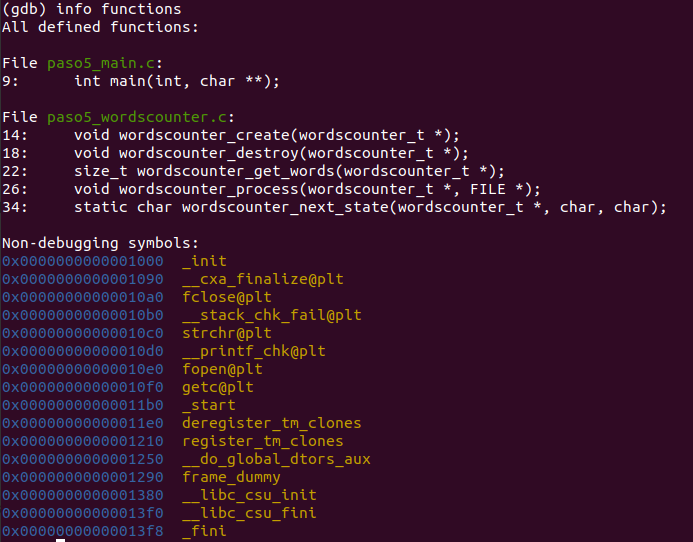 (gdb) info functions
All defined functions:
File paso5_main.c:
9:      int main(int, char **);
File paso5_wordscounter.c:
14:     void wordscounter_create(wordscounter_t *);
18:     void wordscounter_destroy(wordscounter_t *);
22:     size_t wordscounter_get_words(wordscounter_t *);
26:     void wordscounter_process(wordscounter_t *, FILE *);
34:     static char wordscounter_next_state(wordscounter_t *, char, char);
Non-debugging symbols:
0x0000000000001000  _init
0x0000000000001090  __cxa_finalize@plt
0x00000000000010a0  fclose@plt
0x00000000000010b0  __stack_chk_fail@plt
0x00000000000010c0  strchr@plt
0x00000000000010d0  __printf_chk@plt
0x00000000000010e0  fopen@plt
0x00000000000010f0  getc@plt
0x00000000000011b0  _start
0x00000000000011e0  deregister_tm_clones
0x0000000000001210  register_tm_clones
0x0000000000001250  __do_global_dtors_aux
0x0000000000001290  frame_dummy
0x0000000000001380  __libc_csu_init
0x00000000000013f0  __libc_csu_fini
0x00000000000013f8  _fini